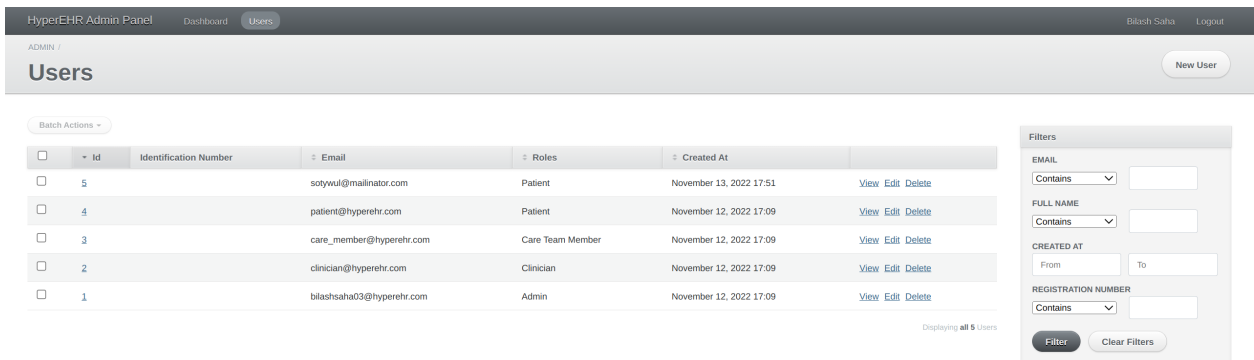 HyperEHR Admin Panel Dashboard Users Bilash Saha Logout
ADMIN /
Users
New User
Batch Actions
Id Identification Number Email Roles Created At
5 sotywul@mailinator.com Patient November 13, 2022 17:51 View Edit Delete
4 patient@hyperehr.com Patient November 12, 2022 17:09 View Edit Delete
3 care_member@hyperehr.com Care Team Member November 12, 2022 17:09 View Edit Delete
2 clinician@hyperehr.com Clinician November 12, 2022 17:09 View Edit Delete
1 bilashsaha03@hyperehr.com Admin November 12, 2022 17:09 View Edit Delete
Displaying all 5 Users
Filters
EMAIL
Contains
FULL NAME
Contains
CREATED AT
From To
REGISTRATION NUMBER
Contains
Filter Clear Filters